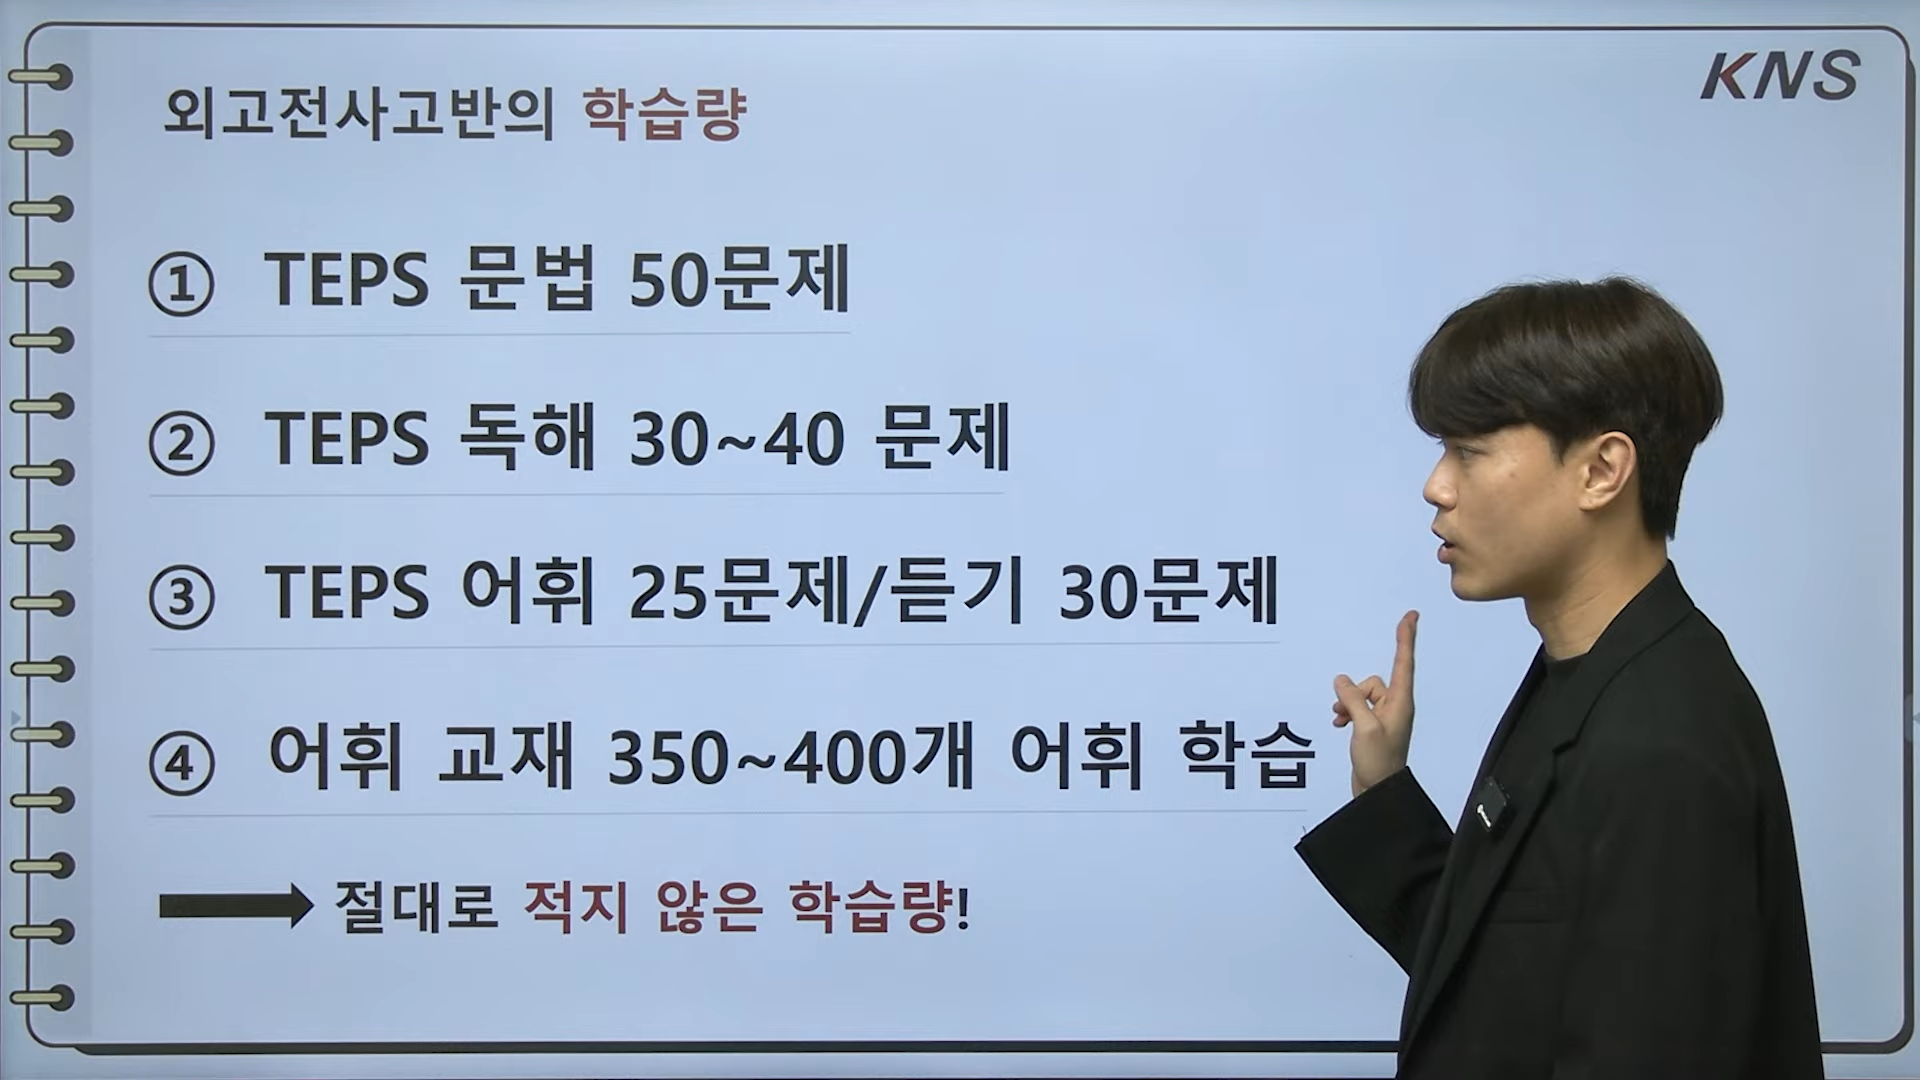 KNS
외고전사고반의 학습량
① TEPS 문법 50문제
② TEPS 독해 30~40 문제
③ TEPS 어휘 25문제/듣기 30문제
④ 어휘 교재 350~400개 어휘 학습
절대로 적지 않은 학습량!